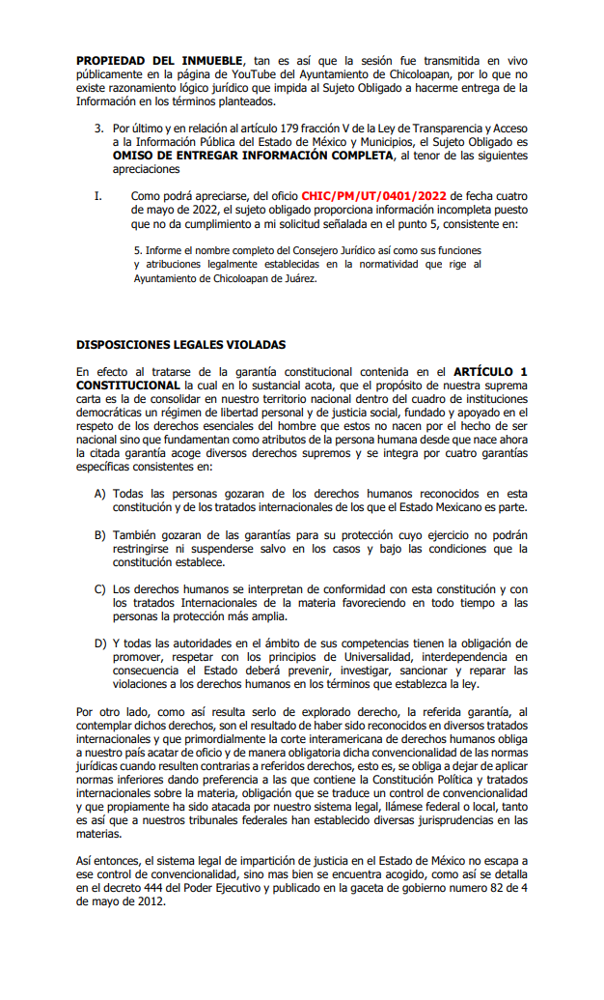 PROPIEDAD DEL INMUEBLE, tan es así que la sesión fue transmitida en vivo
públicamente en la página de YouTube del Ayuntamiento de Chicoloapan, por lo que no
existe razonamiento lógico jurídico que impida al Sujeto Obligado a hacerme entrega de la
Información en los términos planteados.
3. Por último y en relación al artículo 179 fracción V de la Ley de Transparencia y Acceso
a la Información Pública del Estado de México y Municipios, el Sujeto Obligado es
OMISO DE ENTREGAR INFORMACIÓN COMPLETA, al tenor de las siguientes
apreciaciones
I. Como podrá apreciarse, del oficio CHIC/PM/UT/0401/2022 de fecha cuatro
de mayo de 2022, el sujeto obligado proporciona información incompleta puesto
que no da cumplimiento a mi solicitud señalada en el punto 5, consistente en:
5. Informe el nombre completo del Consejero Jurídico así como sus funciones
y atribuciones legalmente establecidas en la normatividad que rige al
Ayuntamiento de Chicoloapan de Juárez.
DISPOSICIONES LEGALES VIOLADAS
En efecto al tratarse de la garantía constitucional contenida en el ARTÍCULO 1
CONSTITUCIONAL la cual en lo sustancial acota, que el propósito de nuestra suprema
carta es la de consolidar en nuestro territorio nacional dentro del cuadro de instituciones
democráticas un régimen de libertad personal y de justicia social, fundado y apoyado en el
respeto de los derechos esenciales del hombre que estos no nacen por el hecho de ser
nacional sino que fundamentan como atributos de la persona humana desde que nace ahora
la citada garantía acoge diversos derechos supremos y se integra por cuatro garantías
específicas consistentes en:
A) Todas las personas gozaran de los derechos humanos reconocidos en esta
constitución y de los tratados internacionales de los que el Estado Mexicano es parte.
B) También gozaran de las garantías para su protección cuyo ejercicio no podrán
restringirse ni suspenderse salvo en los casos y bajo las condiciones que la
constitución establece.
C) Los derechos humanos se interpretan de conformidad con esta constitución y con
los tratados Internacionales de la materia favoreciendo en todo tiempo a las
personas la protección más amplia.
D) Y todas las autoridades en el ámbito de sus competencias tienen la obligación de
promover, respetar con los principios de Universalidad, interdependencia en
consecuencia el Estado deberá prevenir, investigar, sancionar y reparar las
violaciones a los derechos humanos en los términos que establezca la ley.
Por otro lado, como así resulta serlo de explorado derecho, la referida garantía, al
contemplar dichos derechos, son el resultado de haber sido reconocidos en diversos tratados
internacionales y que primordialmente la corte interamericana de derechos humanos obliga
a nuestro país acatar de oficio y de manera obligatoria dicha convencionalidad de las normas
jurídicas cuando resulten contrarias a referidos derechos, esto es, se obliga a dejar de aplicar
normas inferiores dando preferencia a las que contiene la Constitución Política y tratados
internacionales sobre la materia, obligación que se traduce un control de convencionalidad
y que propiamente ha sido atacada por nuestro sistema legal, llámese federal o local, tanto
es así que a nuestros tribunales federales han establecido diversas jurisprudencias en las
materias.
Así entonces, el sistema legal de impartición de justicia en el Estado de México no escapa a
ese control de convencionalidad, sino mas bien se encuentra acogido, como así se detalla
en el decreto 444 del Poder Ejecutivo y publicado en la gaceta de gobierno numero 82 de 4
de mayo de 2012.